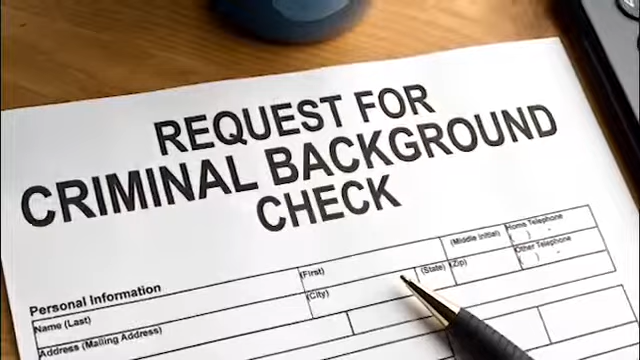 REQUEST FOR
CRIMINAL BACKGROUND
CHECK
Personal Information
Name (Last)
(First)
(Middle Initial)
Home Telephone
( ) -
Address (Mailing Address)
(City)
(State)
(Zip)
Other Telephone
( ) -